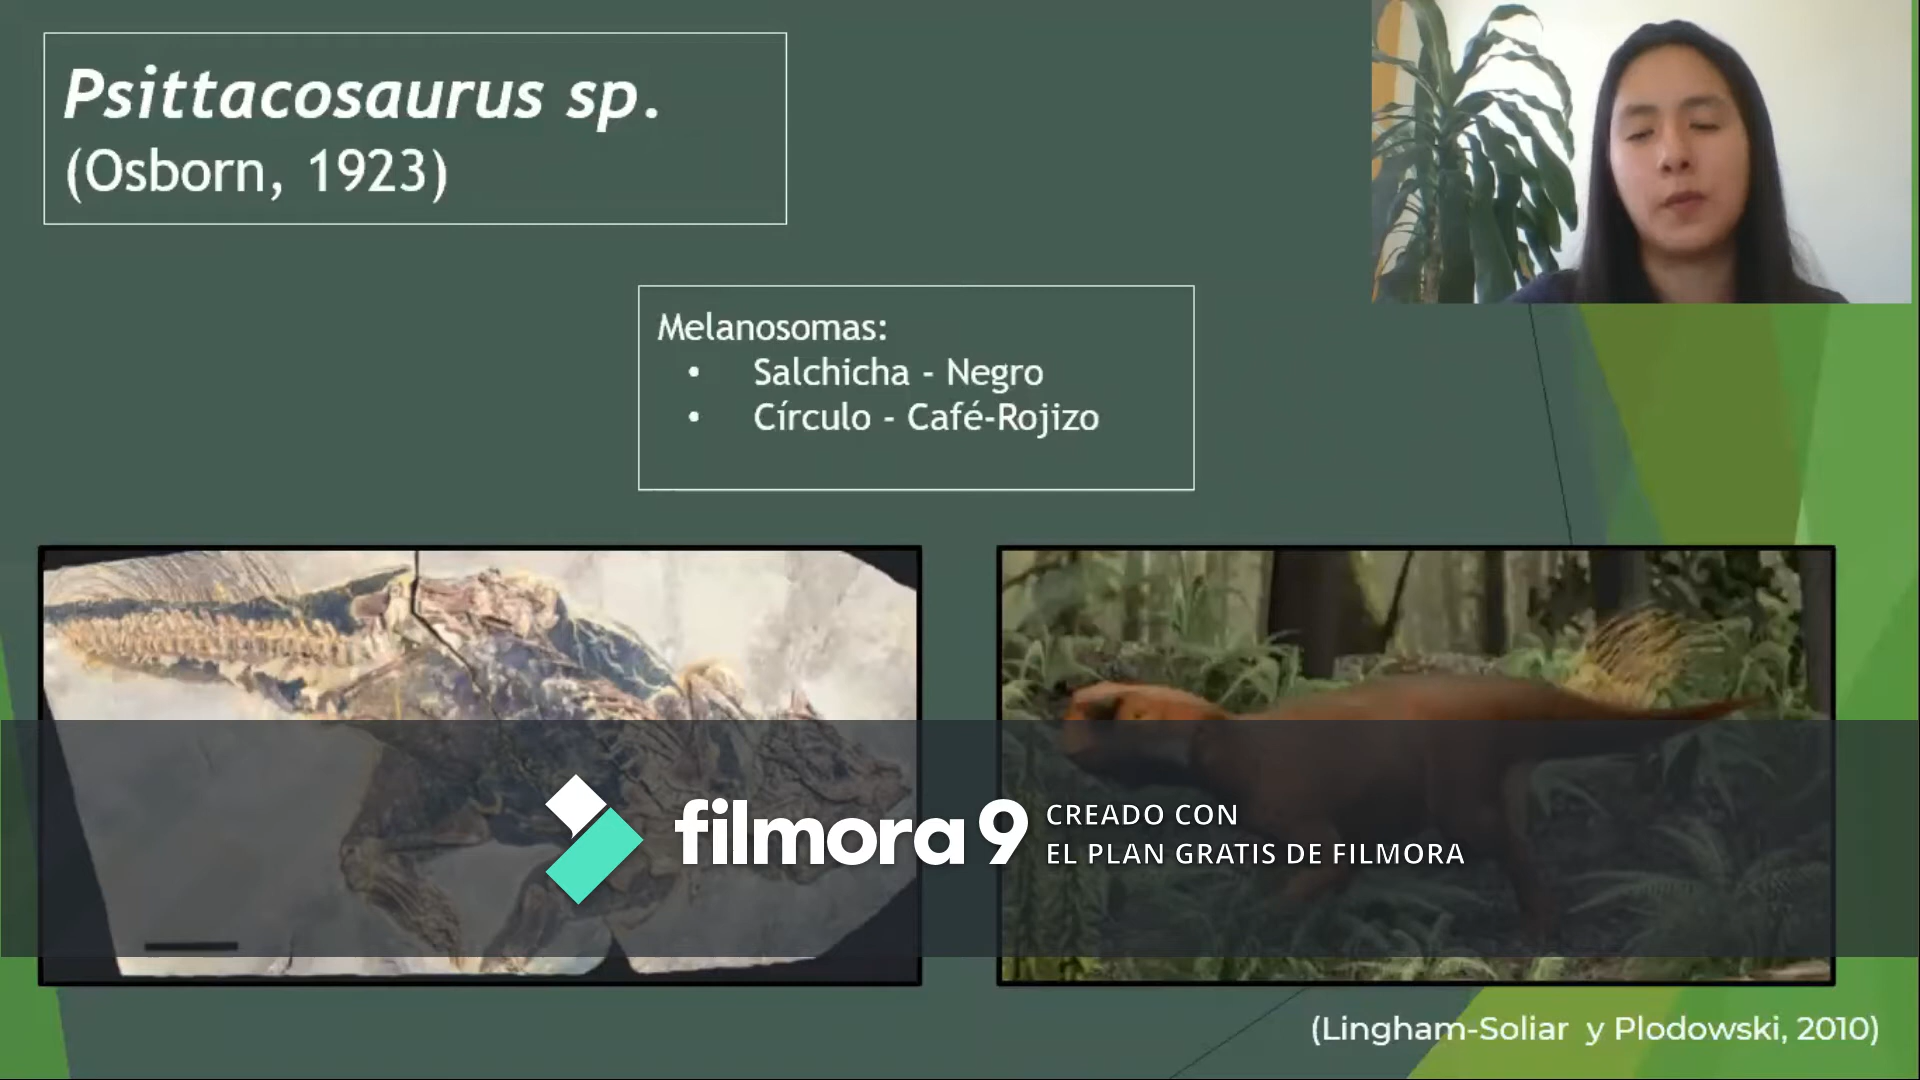 Psittacosaurus sp.
(Osborn, 1923)
Melanosomas:
• Salchicha - Negro
• Círculo - Café-Rojizo
filmora9
CREADO CON
EL PLAN GRATIS DE FILMORA
(Lingham-Soliar y Plodowski, 2010)